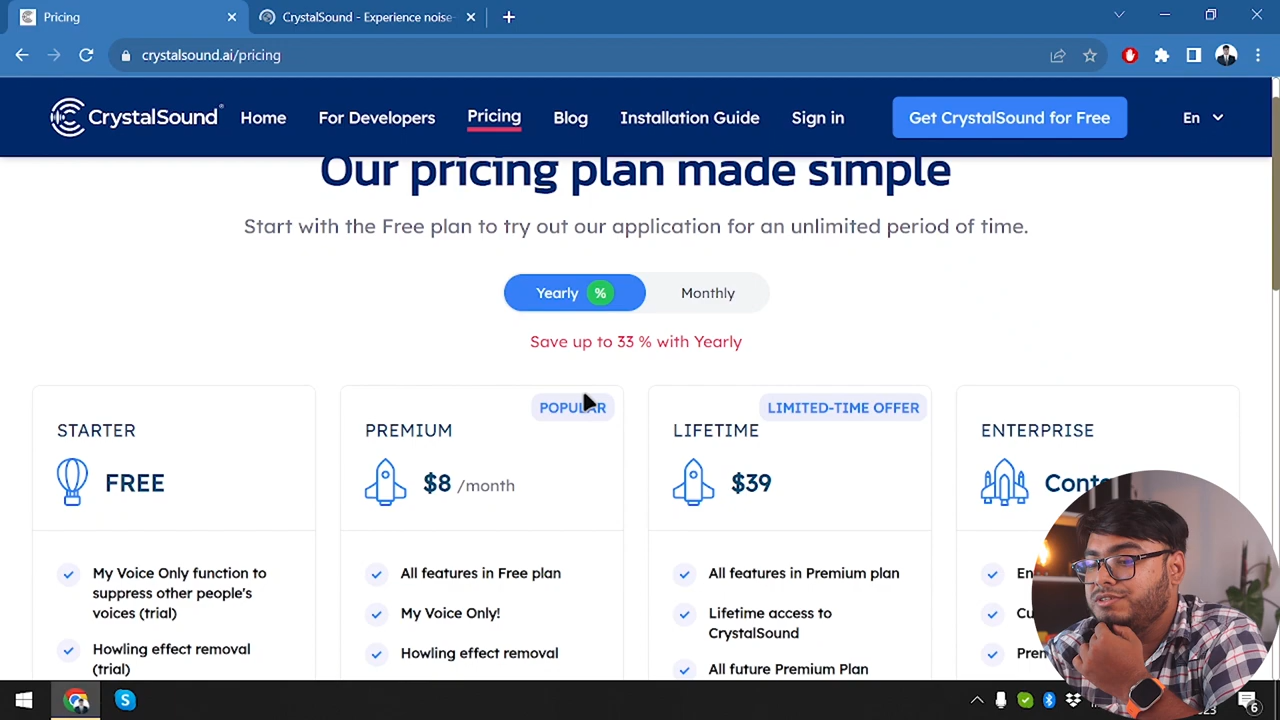 Pricing
CrystalSound - Experience noise-
crystalsound.ai/pricing
CrystalSound
Home
For Developers
Pricing
Blog
Installation Guide
Sign in
Get CrystalSound for Free
En
Our pricing plan made simple
Start with the Free plan to try out our application for an unlimited period of time.
Yearly %
Monthly
Save up to 33 % with Yearly
STARTER
FREE
My Voice Only function to
suppress other people's
voices (trial)
Howling effect removal
(trial)
POPULAR
PREMIUM
$8 /month
All features in Free plan
My Voice Only!
Howling effect removal
LIMITED-TIME OFFER
LIFETIME
$39
All features in Premium plan
Lifetime access to
CrystalSound
All future Premium Plan
ENTERPRISE
6